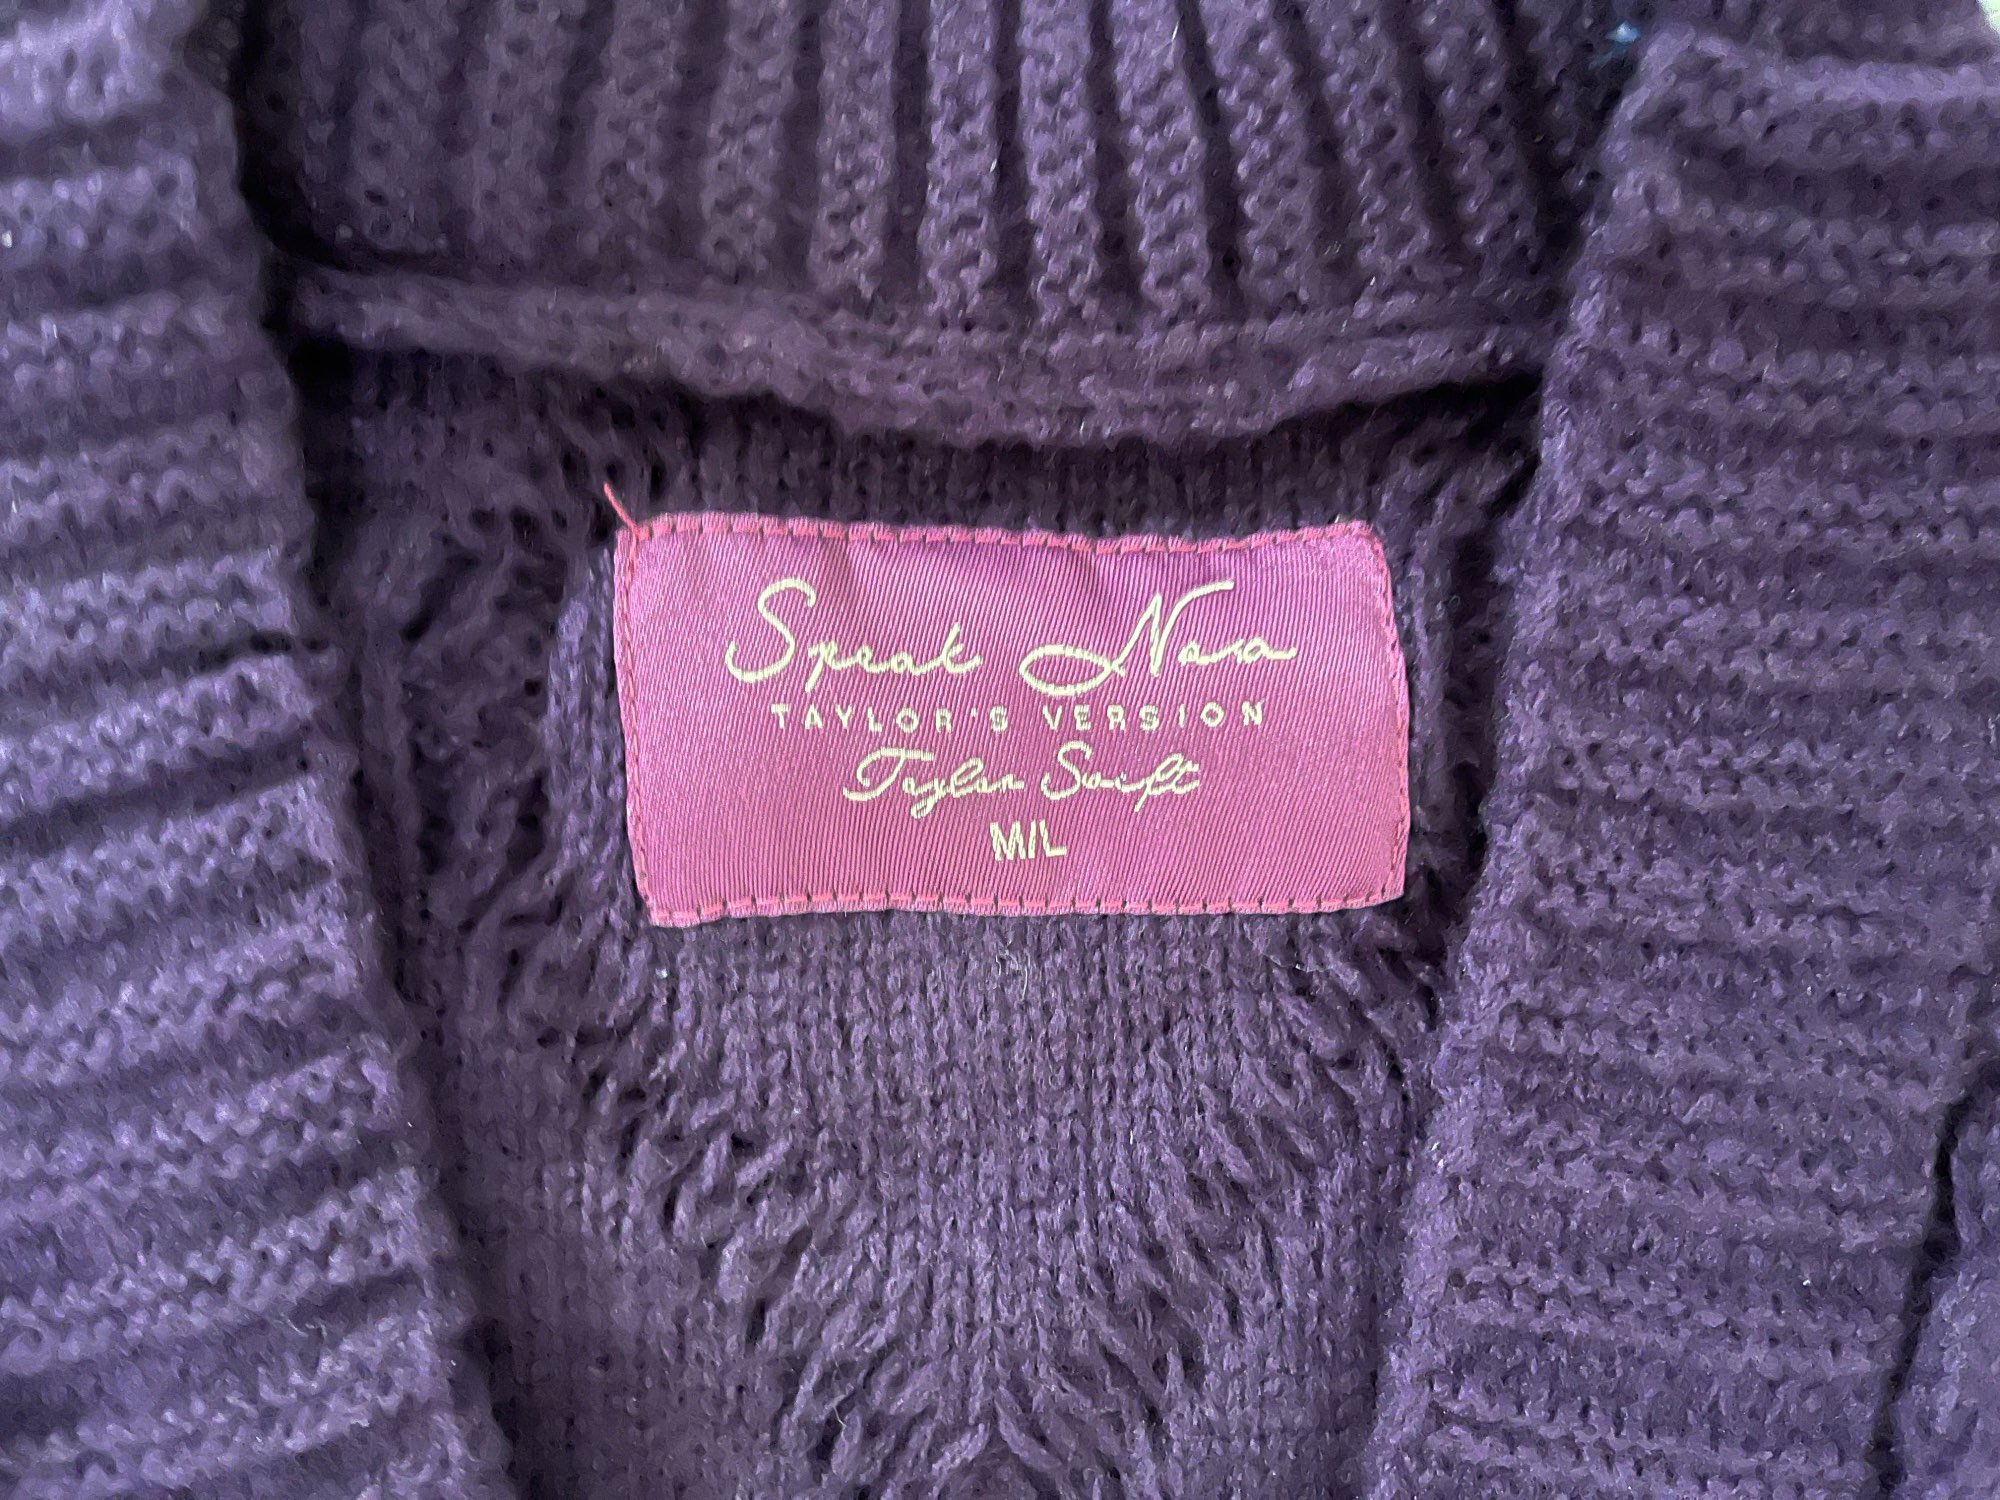 Speak Now
TAYLOR'S VERSION
Taylor Swift
M/L